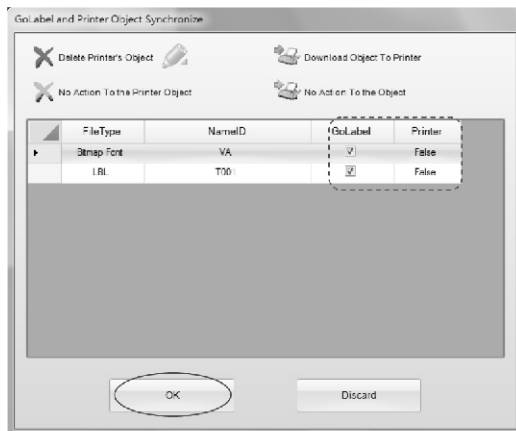 GoLabel and Printer Object Synchronize
Delete Printer's Object
Download Object To Printer
No Action To the Printer Object
No Action To the Object
FileType NameID GoLabel Printer
Bitmap Font VA False
LBL T001 False
OK Discard